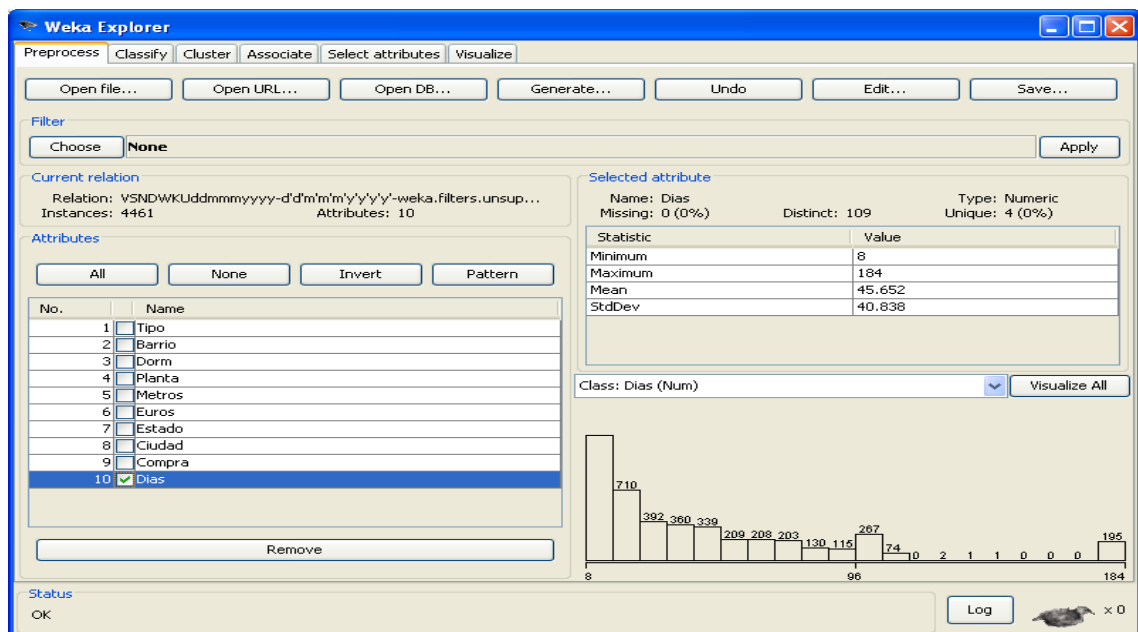 Weka Explorer
Preprocess Classify Cluster Associate Select attributes Visualize
Open file... Open URL... Open DB... Generate... Undo Edit... Save...
Filter
Choose None Apply
Current relation
Relation: VSNDWKUddmmmyyyy-d'd'm'm'm'y'y'y'y'-weka.filters.unsup...
Instances: 4461 Attributes: 10
Attributes
All None Invert Pattern
No. Name
1 Tipo
2 Barrio
3 Dorm
4 Planta
5 Metros
6 Euros
7 Estado
8 Ciudad
9 Compra
10 Dias
Remove
Selected attribute
Name: Dias Type: Numeric
Missing: 0 (0%) Distinct: 109 Unique: 4 (0%)
Statistic Value
Minimum 8
Maximum 184
Mean 45.652
StdDev 40.838
Class: Dias (Num) Visualize All
710 392 360 339 209 208 203 130 115 267 74 0 2 1 1 0 0 0 195
8 96 184
Status
OK Log x 0